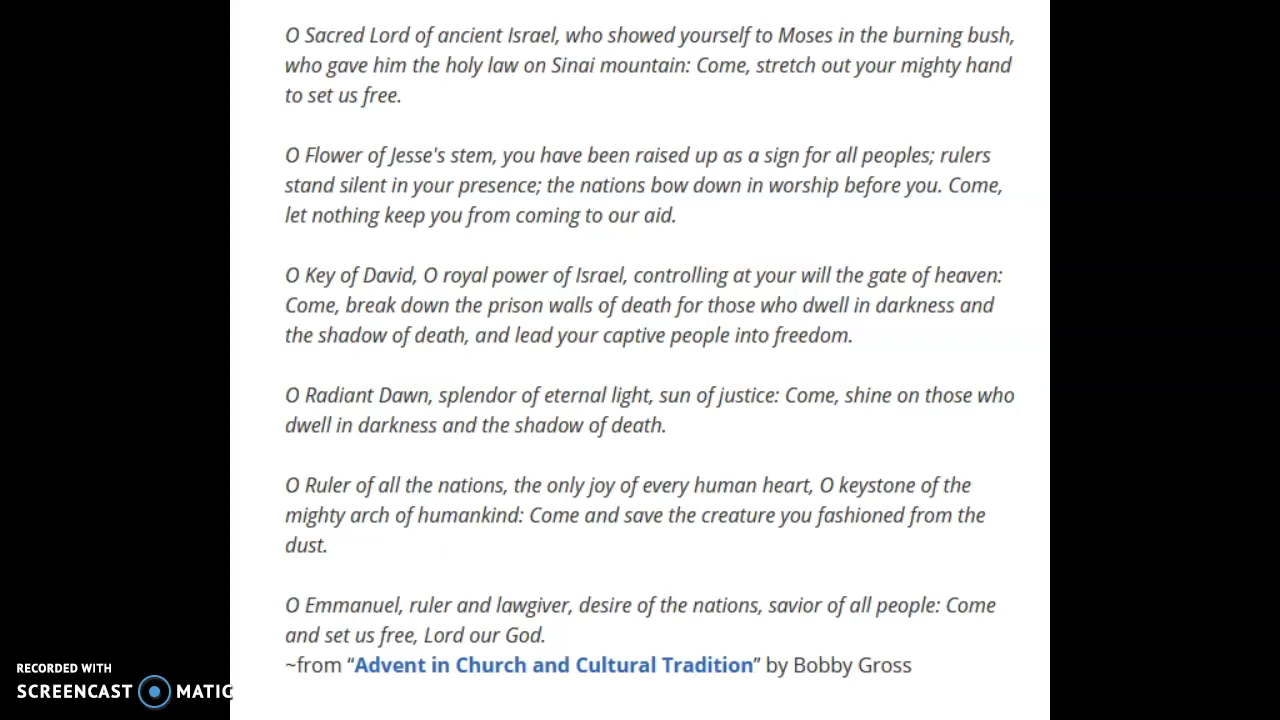 O Sacred Lord of ancient Israel, who showed yourself to Moses in the burning bush,
who gave him the holy law on Sinai mountain: Come, stretch out your mighty hand
to set us free.
O Flower of Jesse's stem, you have been raised up as a sign for all peoples; rulers
stand silent in your presence; the nations bow down in worship before you. Come,
let nothing keep you from coming to our aid.
O Key of David, O royal power of Israel, controlling at your will the gate of heaven:
Come, break down the prison walls of death for those who dwell in darkness and
the shadow of death, and lead your captive people into freedom.
O Radiant Dawn, splendor of eternal light, sun of justice: Come, shine on those who
dwell in darkness and the shadow of death.
O Ruler of all the nations, the only joy of every human heart, O keystone of the
mighty arch of humankind: Come and save the creature you fashioned from the
dust.
O Emmanuel, ruler and lawgiver, desire of the nations, savior of all people: Come
and set us free, Lord our God.
~from “Advent in Church and Cultural Tradition” by Bobby Gross
RECORDED WITH
SCREENCAST MATIC